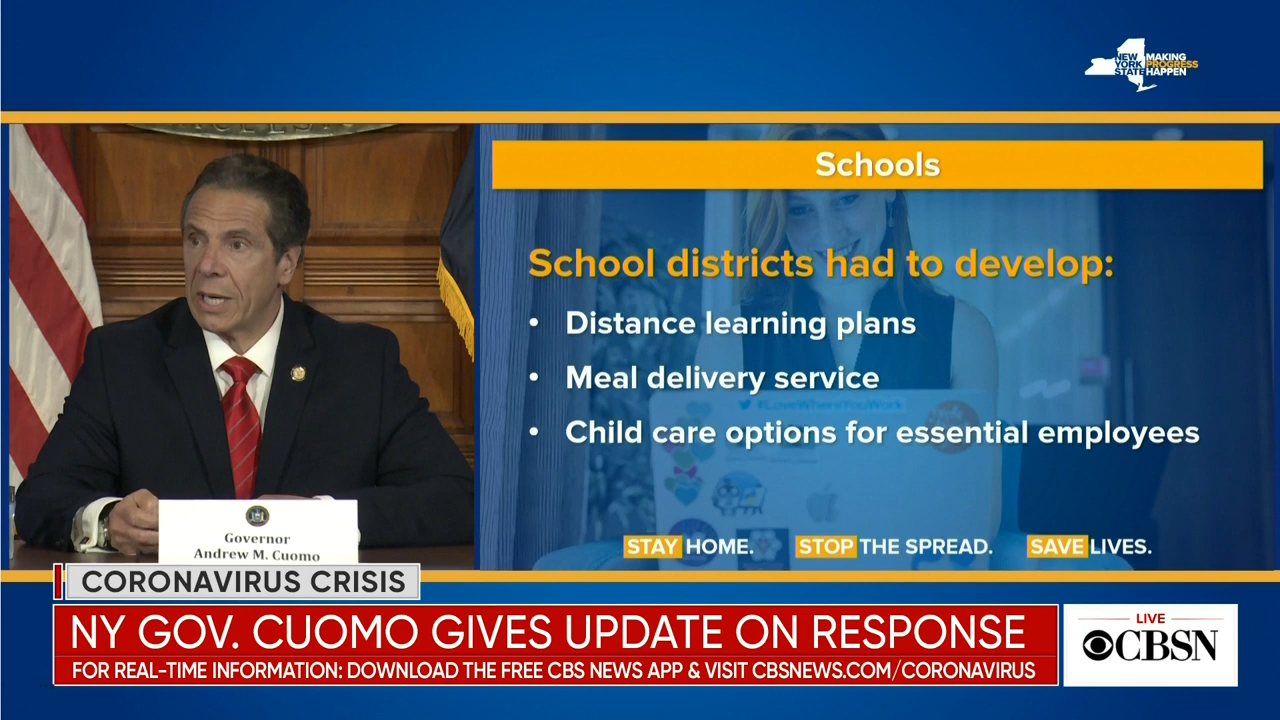 NEW
YORK
STATE
MAKING
PROGRESS
HAPPEN
EXCELSIOR
Schools
School districts had to develop:
• Distance learning plans
• Meal delivery service
• Child care options for essential employees
#LoveWhereYouWork
STAY HOME. STOP THE SPREAD. SAVE LIVES.
Governor
Andrew M. Cuomo
CORONAVIRUS CRISIS
NY GOV. CUOMO GIVES UPDATE ON RESPONSE
FOR REAL-TIME INFORMATION: DOWNLOAD THE FREE CBS NEWS APP & VISIT CBSNEWS.COM/CORONAVIRUS
LIVE
CBSN